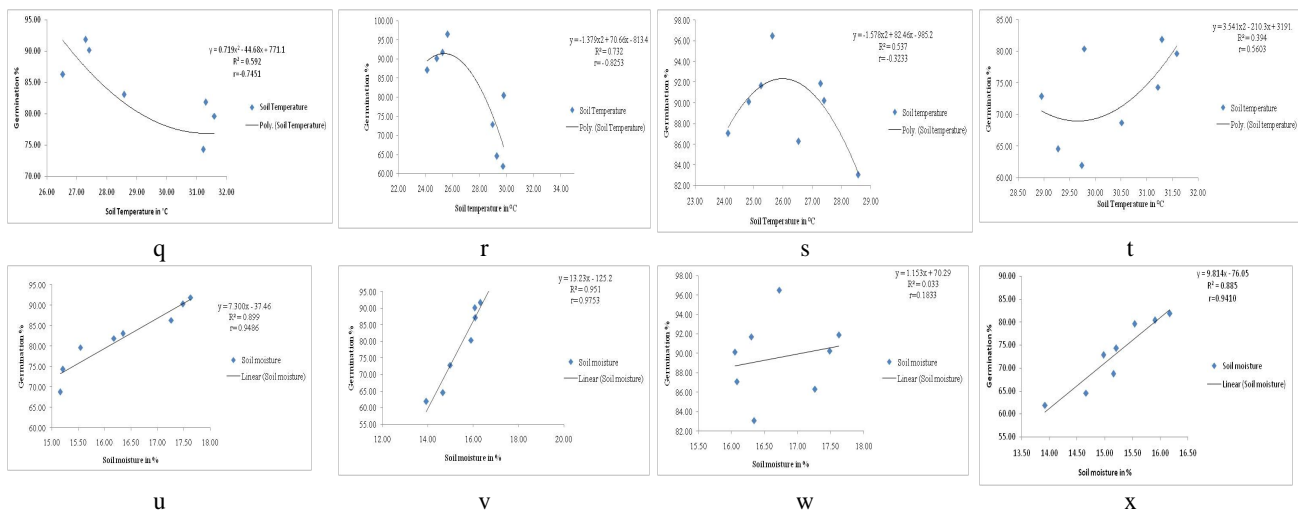 95.00
90.00
85.00
80.00
75.00
70.00
Germination %
26.00 27.00 28.00 29.00 30.00 31.00 32.00
Soil Temperature in °C
y = 0.719x² - 44.68x + 771.1
R² = 0.592
r=-0.7451
Soil Temperature
Poly. (Soil Temperature)
q
100.00
95.00
90.00
85.00
80.00
75.00
70.00
65.00
60.00
Germination %
22.00 24.00 26.00 28.00 30.00 32.00
Soil temperature in °C
y = -1.379x2 + 70.66x - 813.4
R² = 0.732
r= - 0.8253
Soil Temperature
Poly. (Soil Temperature)
r
98.00
96.00
94.00
92.00
90.00
88.00
86.00
84.00
82.00
Germination %
23.00 24.00 25.00 26.00 27.00 28.00 29.00
Soil Temperature in °C
y = -1.578x2 + 82.46x - 985.2
R² = 0.537
r=-0.3233
Soil Temperature
Poly. (Soil Temperature)
s
85.00
80.00
75.00
70.00
65.00
60.00
Germination %
28.50 29.00 29.50 30.00 30.50 31.00 31.50 32.00
Soil Temperature in °C
y = 3.541x2 - 210.3x + 3191.
R² = 0.394
r=0.5603
Soil temperature
Poly. (Soil temperature)
t
95.00
90.00
85.00
80.00
75.00
70.00
65.00
60.00
Germination %
15.00 15.50 16.00 16.50 17.00 17.50 18.00
Soil moisture in %
y = 7.300x - 37.46
R² = 0.899
r=0.9486
Soil moisture
Linear (Soil moisture)
u
95.00
90.00
85.00
80.00
75.00
70.00
65.00
60.00
55.00
Germination %
12.00 14.00 16.00 18.00 20.00
Soil moisture in %
y = 13.23x - 125.2
R² = 0.951
r=0.9753
Soil moisture
Linear (Soil moisture)
v
98.00
96.00
94.00
92.00
90.00
88.00
86.00
84.00
82.00
Germination %
15.50 16.00 16.50 17.00 17.50 18.00
Soil moisture in %
y = 1.153x + 70.29
R² = 0.033
r=0.1833
Soil moisture
Linear (Soil moisture)
w
90.00
85.00
80.00
75.00
70.00
65.00
60.00
55.00
Germination %
13.50 14.00 14.50 15.00 15.50 16.00 16.50
Soil moisture in %
y = 9.814x - 76.05
R² = 0.885
r=0.9410
Soil moisture
Linear (Soil moisture)
x